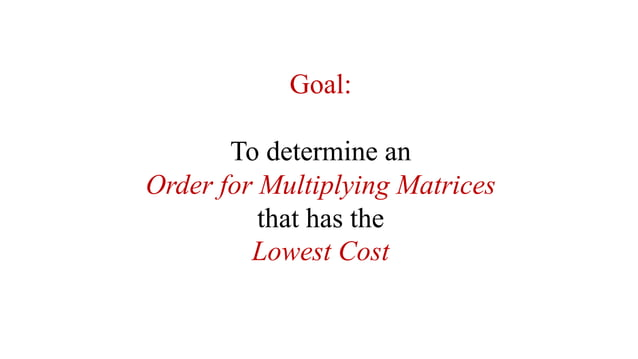 Goal:
To determine an
Order for Multiplying Matrices
that has the
Lowest Cost